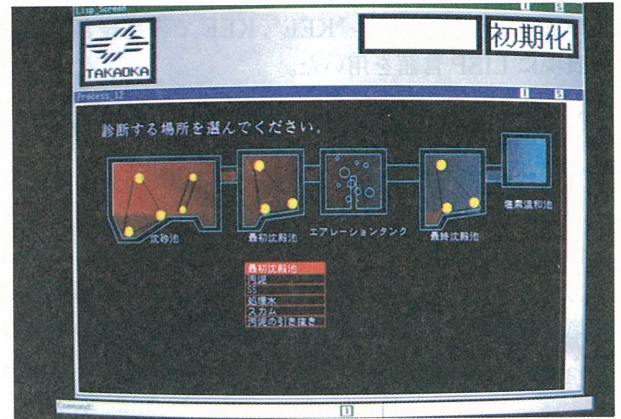 Lisp_Screen
TAKAOKA
初期化
Process_12
診断する場所を選んでください。
沈砂池
最初沈殿池
エアレーションタンク
最終沈殿池
塩素混和池
最初沈殿池
汚泥
SS
処理水
スカム
汚泥の引き抜き
Command: